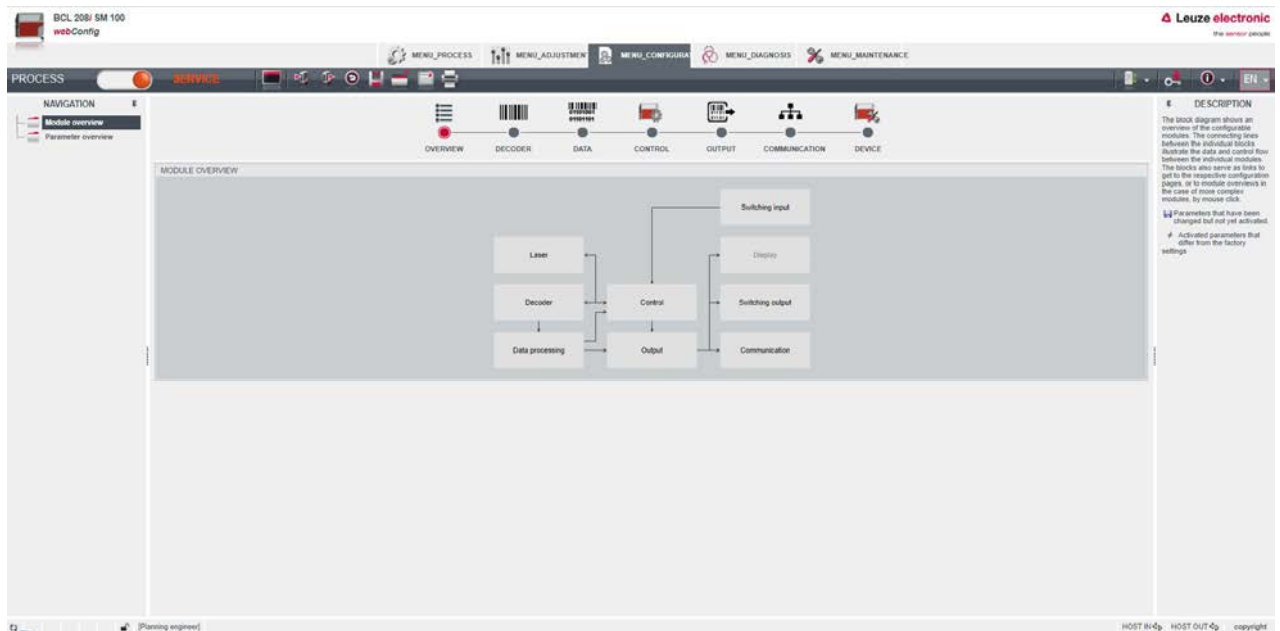 BCL 208i SM 100
webConfig
Leuze electronic
the sensor people
MENU_PROCESS
MENU_ADJUSTMEN
MENU_CONFIGURA
MENU_DIAGNOSIS
MENU_MAINTENANCE
PROCESS
SERVICE
EN
NAVIGATION
Module overview
Parameter overview
OVERVIEW
DECODER
DATA
CONTROL
OUTPUT
COMMUNICATION
DEVICE
MODULE OVERVIEW
Switching input
Laser
Display
Decoder
Control
Switching output
Data processing
Output
Communication
DESCRIPTION
The block diagram shows an
overview of the configurable
modules. The connecting lines
between the individual blocks
illustrate the data and control flow
between the individual modules.
The blocks also serve as links to
get to the respective configuration
pages, or to module overviews in
the case of more complex
modules, by mouse click.
Parameters that have been
changed but not yet activated.
Activated parameters that
differ from the factory
settings
[Planning engineer]
HOST IN
HOST OUT
copyright